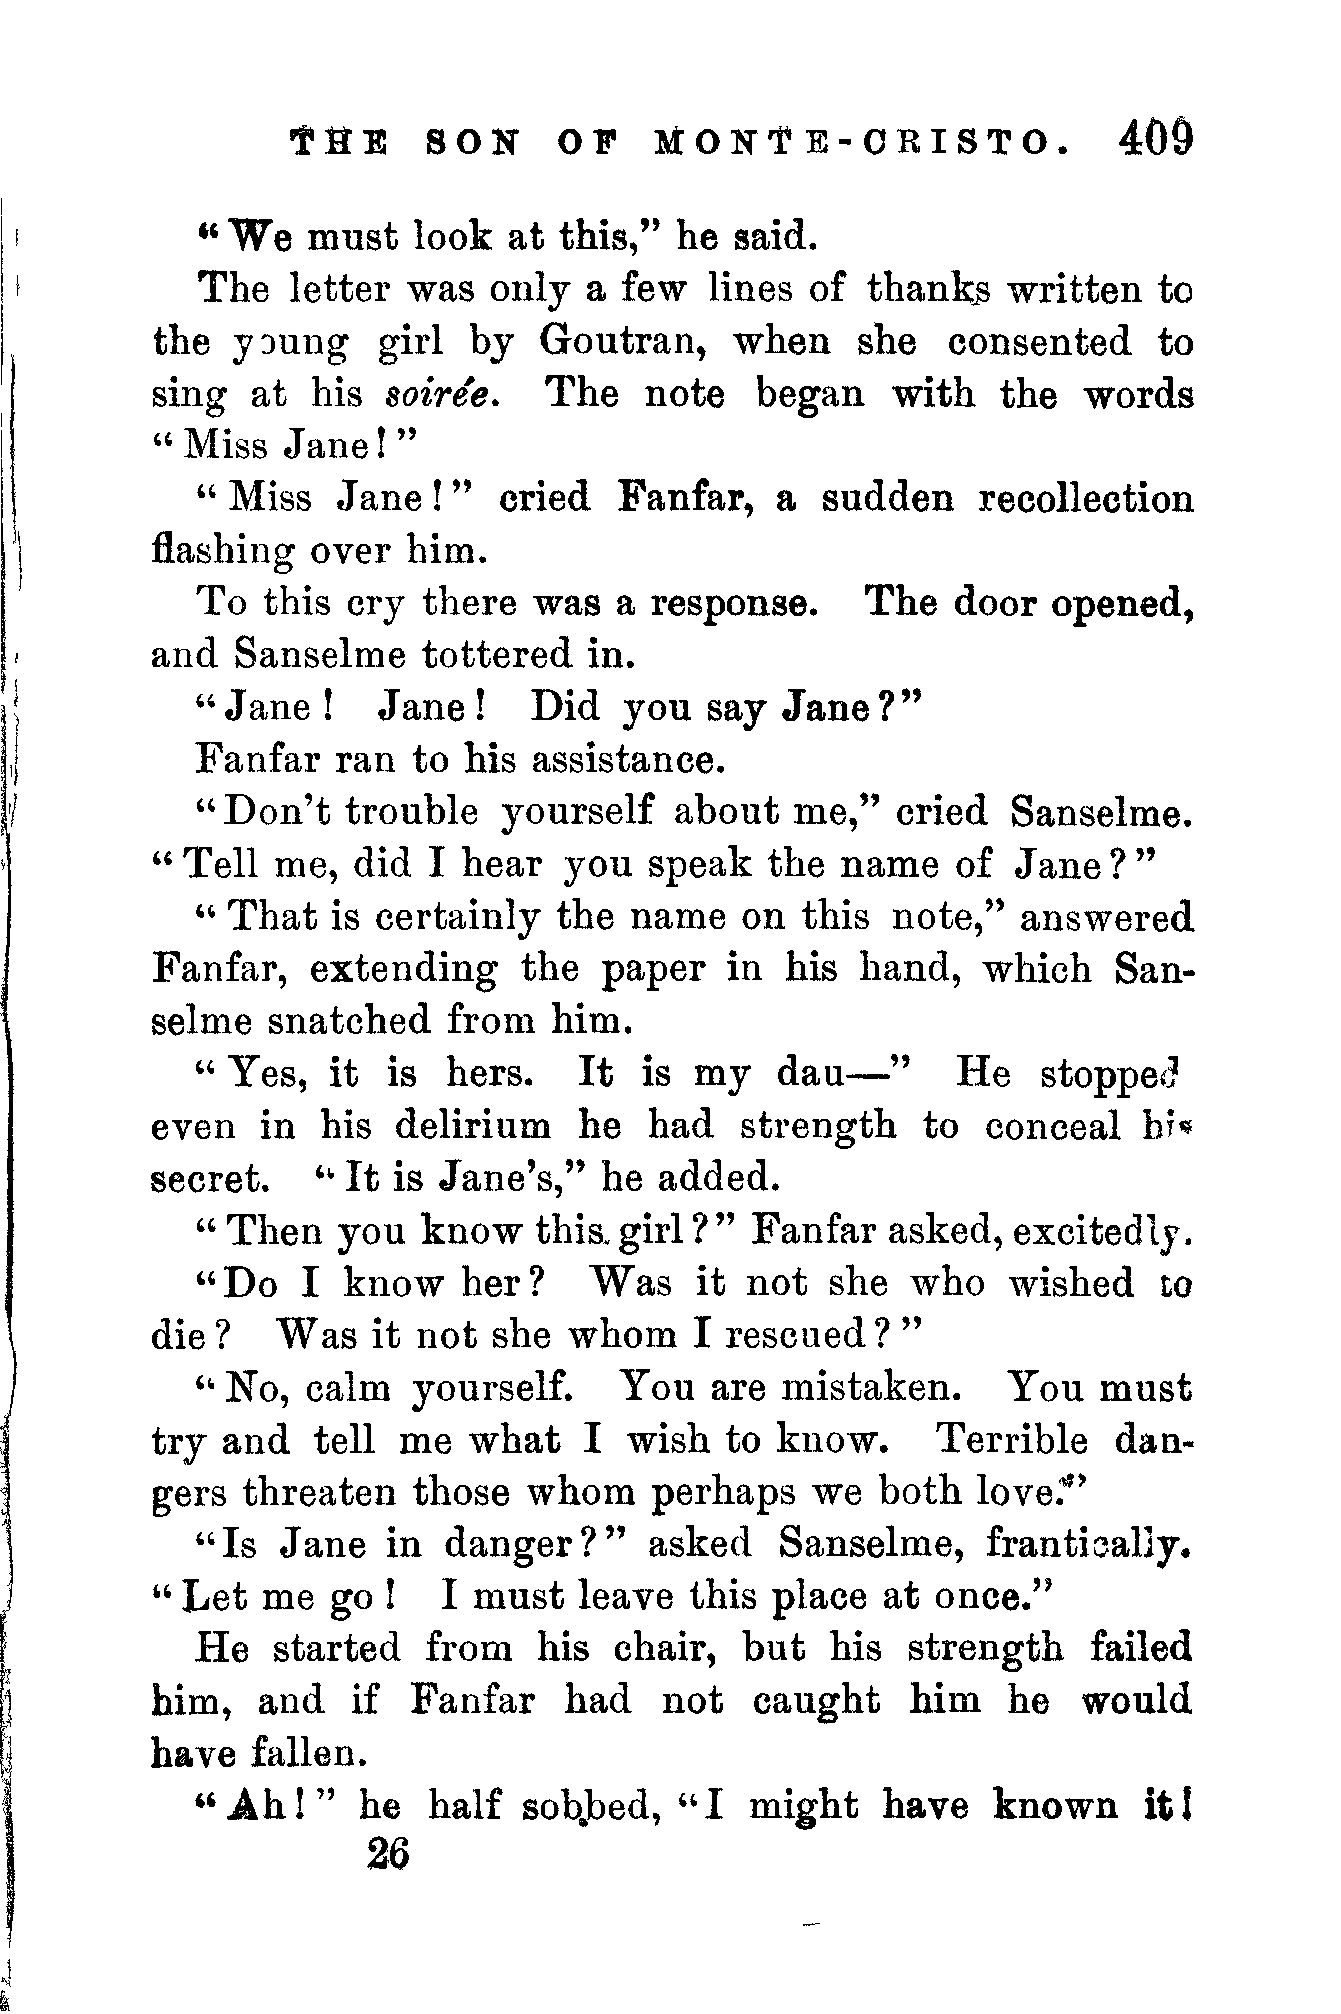 THE SON OF MONTE-CRISTO. 409
“We must look at this,” he said.
The letter was only a few lines of thanks written to
the young girl by Goutran, when she consented to
sing at his soirée. The note began with the words
“Miss Jane!”
“Miss Jane!” cried Fanfar, a sudden recollection
flashing over him.
To this cry there was a response. The door opened,
and Sanselme tottered in.
“Jane! Jane! Did you say Jane?”
Fanfar ran to his assistance.
“Don’t trouble yourself about me,” cried Sanselme.
“Tell me, did I hear you speak the name of Jane?”
“That is certainly the name on this note,” answered
Fanfar, extending the paper in his hand, which San-
selme snatched from him.
“Yes, it is hers. It is my dau—” He stopped
even in his delirium he had strength to conceal his
secret. “It is Jane’s,” he added.
“Then you know this girl?” Fanfar asked, excitedly.
“Do I know her? Was it not she who wished to
die? Was it not she whom I rescued?”
“No, calm yourself. You are mistaken. You must
try and tell me what I wish to know. Terrible dan-
gers threaten those whom perhaps we both love.”
“Is Jane in danger?” asked Sanselme, frantically.
“Let me go! I must leave this place at once.”
He started from his chair, but his strength failed
him, and if Fanfar had not caught him he would
have fallen.
“Ah!” he half sobbed, “I might have known it!
26